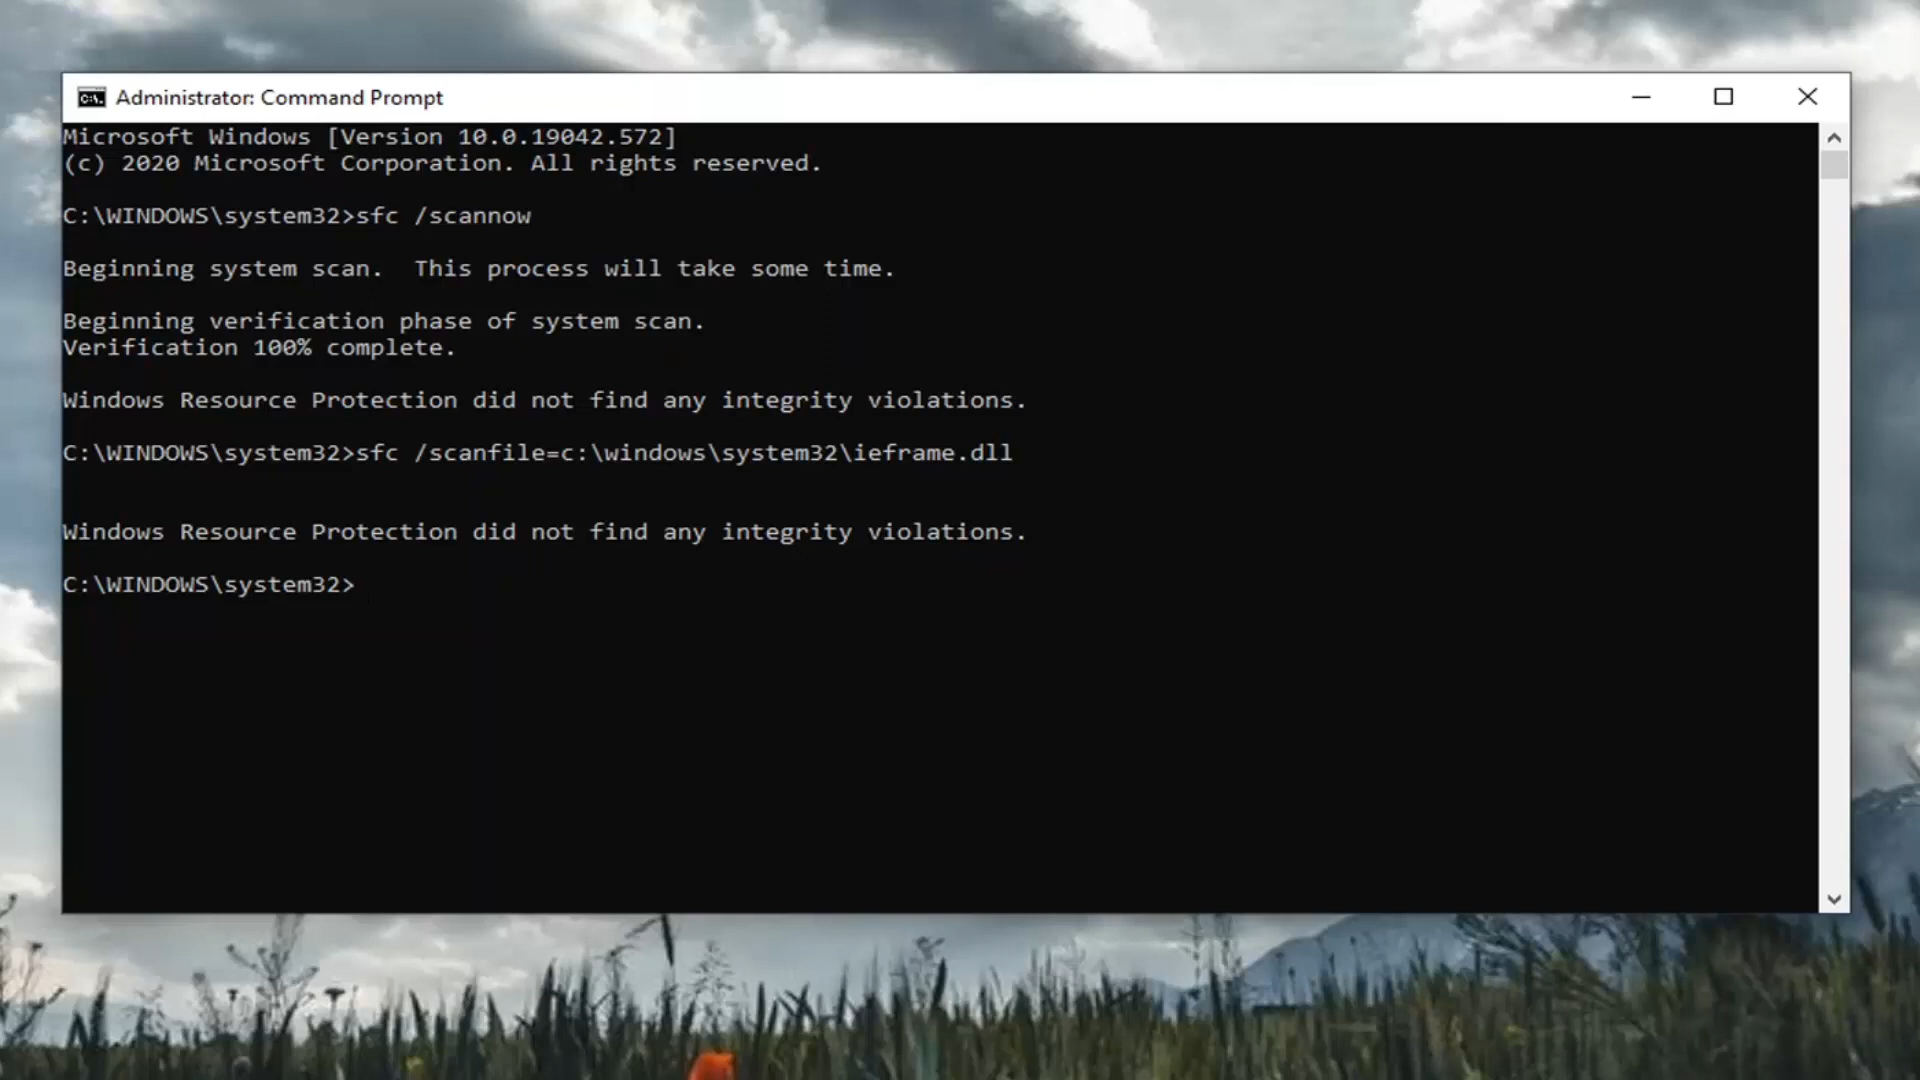 Administrator: Command Prompt
Microsoft Windows [Version 10.0.19042.572]
(c) 2020 Microsoft Corporation. All rights reserved.
C:\WINDOWS\system32>sfc /scannow
Beginning system scan.  This process will take some time.
Beginning verification phase of system scan.
Verification 100% complete.
Windows Resource Protection did not find any integrity violations.
C:\WINDOWS\system32>sfc /scanfile=c:\windows\system32\ieframe.dll
Windows Resource Protection did not find any integrity violations.
C:\WINDOWS\system32>